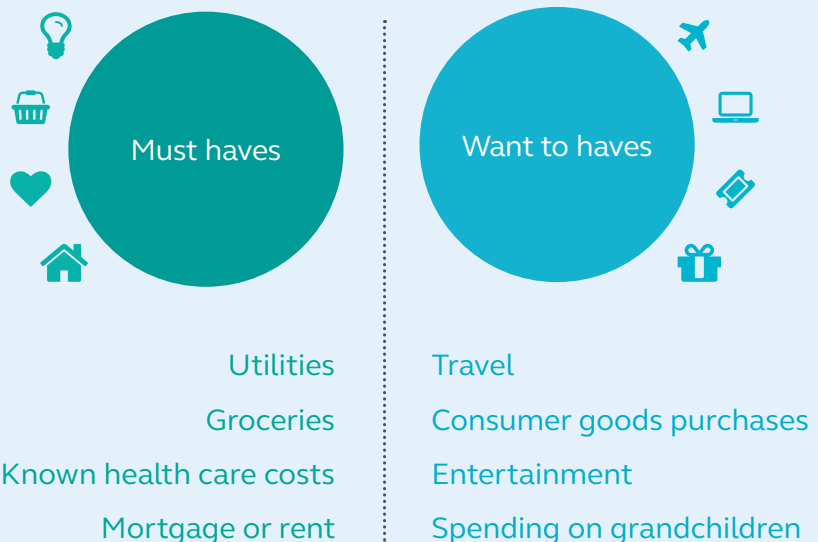 Must haves
Want to haves
Utilities
Groceries
Known health care costs
Mortgage or rent
Travel
Consumer goods purchases
Entertainment
Spending on grandchildren